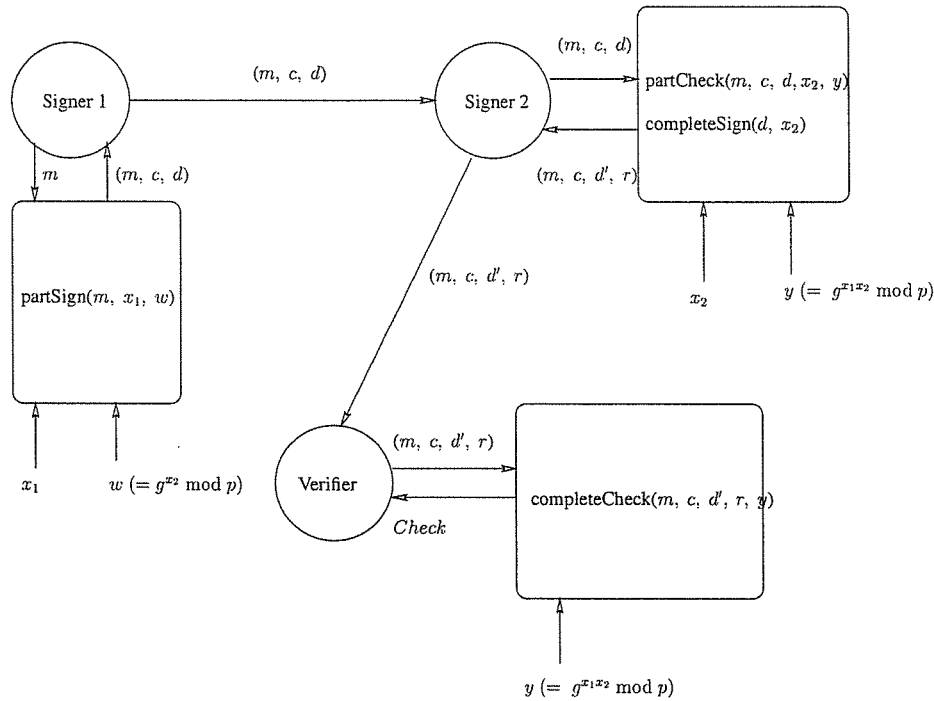 (m, c, d)
(m, c, d)
Signer 1
Signer 2
partCheck(m, c, d, x₂, y)
completeSign(d, x₂)
m
(m, c, d)
(m, c, d′, r)
partSign(m, x₁, w)
(m, c, d′, r)
x₂
y (= g^{x₁x₂} mod p)
x₁
w (= g^{x₂} mod p)
Verifier
(m, c, d′, r)
completeCheck(m, c, d′, r, y)
Check
y (= g^{x₁x₂} mod p)